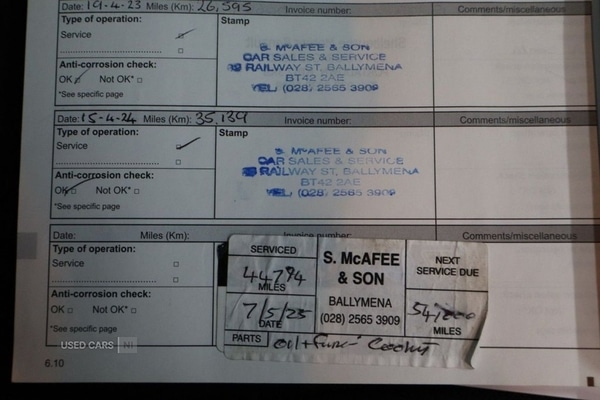 Date: 19-4-23 Miles (Km): 26,595 Invoice number: Comments/miscellaneous
Type of operation: Stamp
Service
S. McAFEE & SON
CAR SALES & SERVICE
RAILWAY ST, BALLYMENA
BT42 2AE
TEL: (028) 2565 3909
Anti-corrosion check:
OK Not OK*
*See specific page
Date: 15-4-24 Miles (Km): 35,139 Invoice number: Comments/miscellaneous
Type of operation: Stamp
Service
S. McAFEE & SON
CAR SALES & SERVICE
RAILWAY ST, BALLYMENA
BT42 2AE
TEL: (028) 2565 3909
Anti-corrosion check:
OK Not OK*
*See specific page
Date: Miles (Km): Invoice number: Comments/miscellaneous
Type of operation:
Service
Anti-corrosion check:
OK Not OK*
*See specific page
SERVICED
44794
MILES
7/5/25
DATE
S. McAFEE
& SON
BALLYMENA
(028) 2565 3909
NEXT
SERVICE DUE
54,000
MILES
PARTS oil +
USED CARS NI
6.10